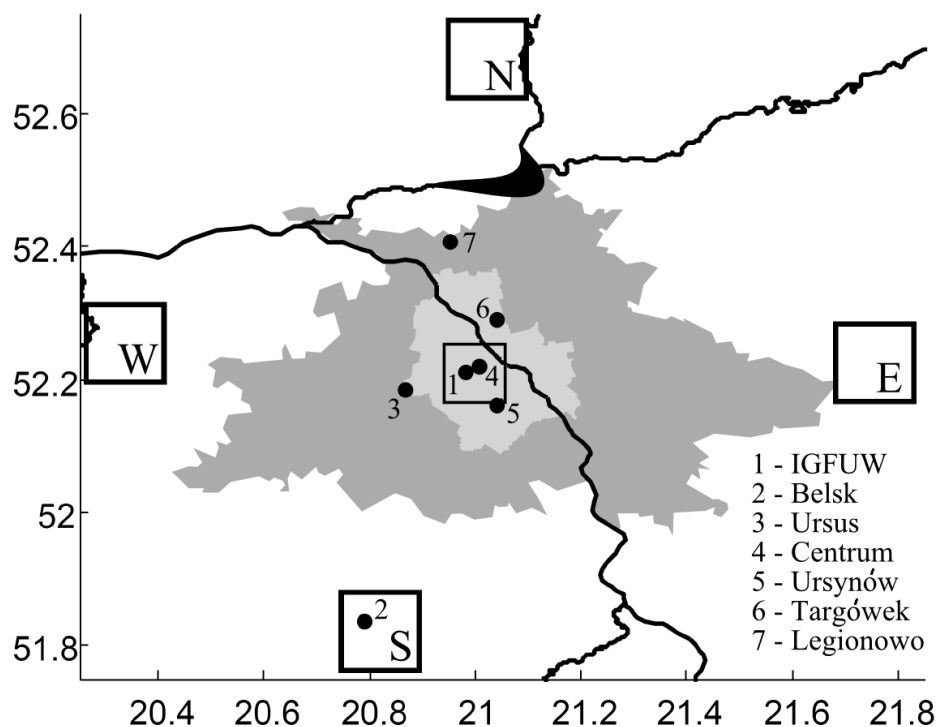 N
52.6
52.4
7
6
W
E
52.2
1
4
3
5
1 - IGFUW
2 - Belsk
52
3 - Ursus
4 - Centrum
5 - Ursynów
6 - Targówek
2
7 - Legionowo
51.8
S
20.4 20.6 20.8 21 21.2 21.4 21.6 21.8